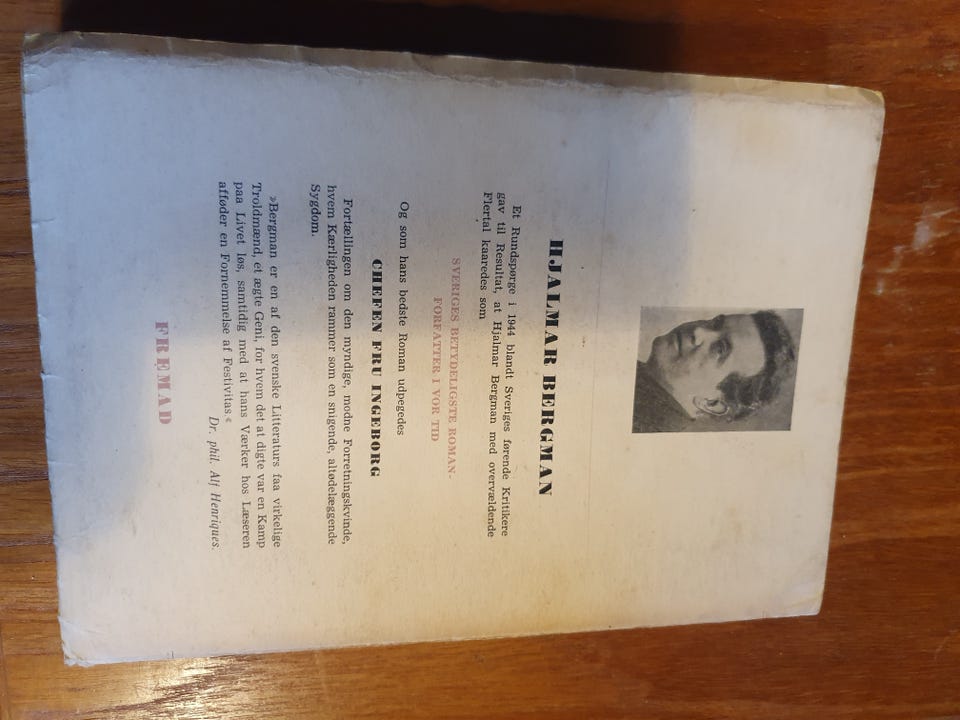 HJALMAR BERGMAN
Et Rundspørge i 1944 blandt Sveriges førende Kritikere
gav til Resultat, at Hjalmar Bergman med overvældende
Flertal kaaredes som
SVERIGES BETYDELIGSTE ROMAN-
FORFATTER I VOR TID
Og som hans bedste Roman udpegedes
CHEFEN FRU INGEBORG
Fortællingen om den myndige, modne Forretningskvinde,
hvem Kærligheden rammer som en snigende, altødelæggende
Sygdom.
»Bergman er en af den svenske Litteraturs faa virkelige
Troldmænd, et ægte Geni, for hvem det at digte var en Kamp
paa Livet løs, samtidig med at hans Værker hos Læseren
afføder en Fornemmelse af Festivitas.«
Dr. phil. Alf Henriques.
FREMAD